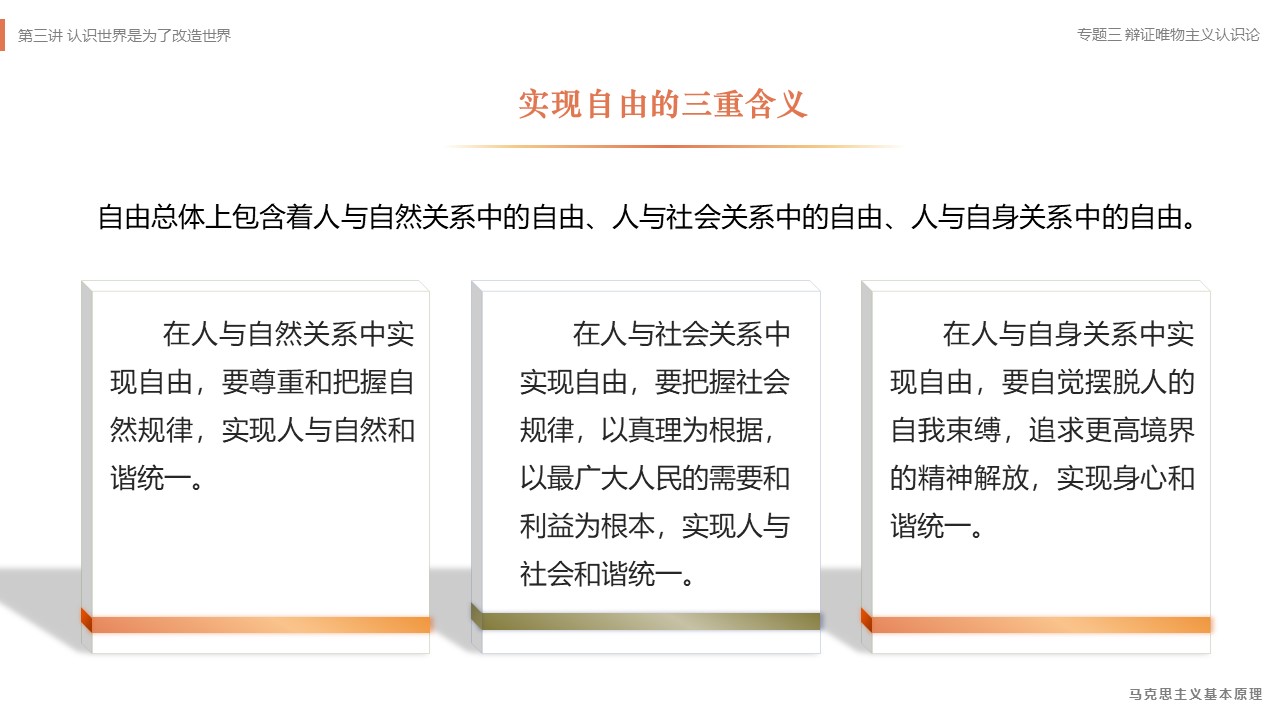 第三讲 认识世界是为了改造世界
专题三 辩证唯物主义认识论
实现自由的三重含义
自由总体上包含着人与自然关系中的自由、人与社会关系中的自由、人与自身关系中的自由。
在人与自然关系中实
现自由，要尊重和把握自
然规律，实现人与自然和
谐统一。
在人与社会关系中
实现自由，要把握社会
规律，以真理为根据，
以最广大人民的需要和
利益为根本，实现人与
社会和谐统一。
在人与自身关系中实
现自由，要自觉摆脱人的
自我束缚，追求更高境界
的精神解放，实现身心和
谐统一。
马克思主义基本原理